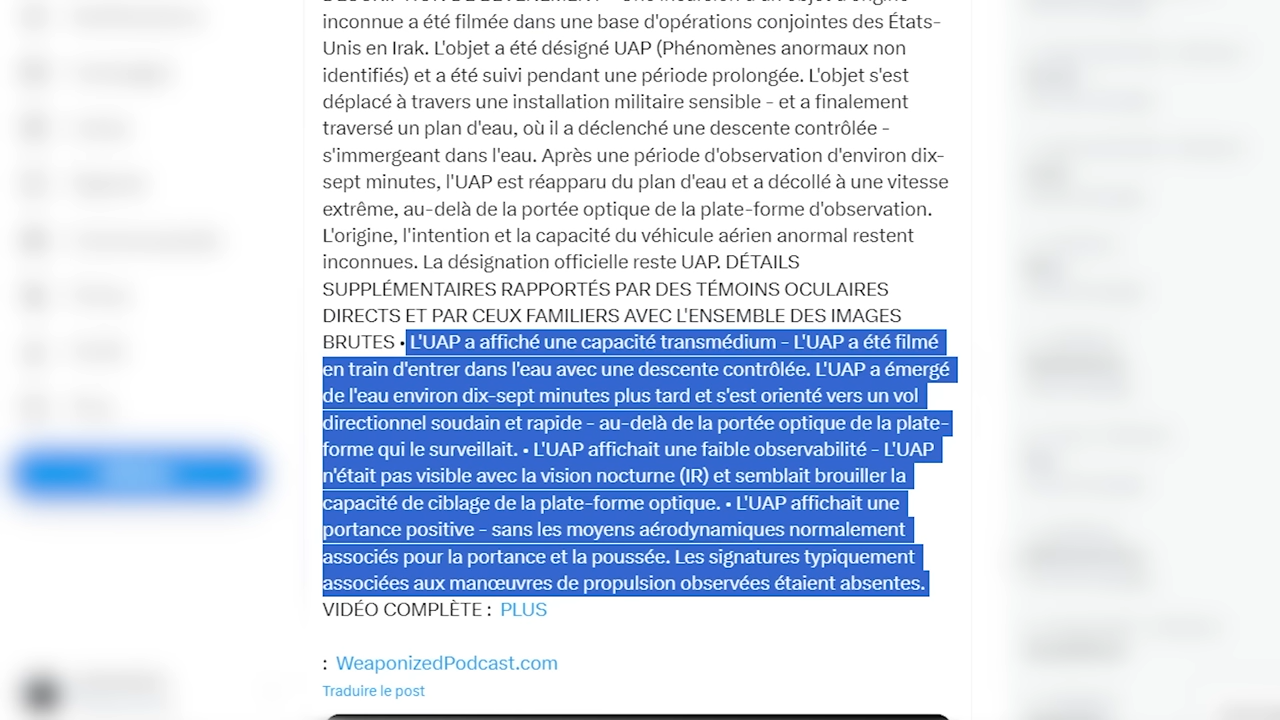 inconnue a été filmée dans une base d'opérations conjointes des États-
Unis en Irak. L'objet a été désigné UAP (Phénomènes anormaux non
identifiés) et a été suivi pendant une période prolongée. L'objet s'est
déplacé à travers une installation militaire sensible - et a finalement
traversé un plan d'eau, où il a déclenché une descente contrôlée -
s'immergeant dans l'eau. Après une période d'observation d'environ dix-
sept minutes, l'UAP est réapparu du plan d'eau et a décollé à une vitesse
extrême, au-delà de la portée optique de la plate-forme d'observation.
L'origine, l'intention et la capacité du véhicule aérien anormal restent
inconnues. La désignation officielle reste UAP. DÉTAILS
SUPPLÉMENTAIRES RAPPORTÉS PAR DES TÉMOINS OCULAIRES
DIRECTS ET PAR CEUX FAMILIERS AVEC L'ENSEMBLE DES IMAGES
BRUTES • L'UAP a affiché une capacité transmédium - L'UAP a été filmé
en train d'entrer dans l'eau avec une descente contrôlée. L'UAP a émergé
de l'eau environ dix-sept minutes plus tard et s'est orienté vers un vol
directionnel soudain et rapide - au-delà de la portée optique de la plate-
forme qui le surveillait. • L'UAP affichait une faible observabilité - L'UAP
n'était pas visible avec la vision nocturne (IR) et semblait brouiller la
capacité de ciblage de la plate-forme optique. • L'UAP affichait une
portance positive - sans les moyens aérodynamiques normalement
associés pour la portance et la poussée. Les signatures typiquement
associées aux manœuvres de propulsion observées étaient absentes.
VIDÉO COMPLÈTE : PLUS
: WeaponizedPodcast.com
Traduire le post